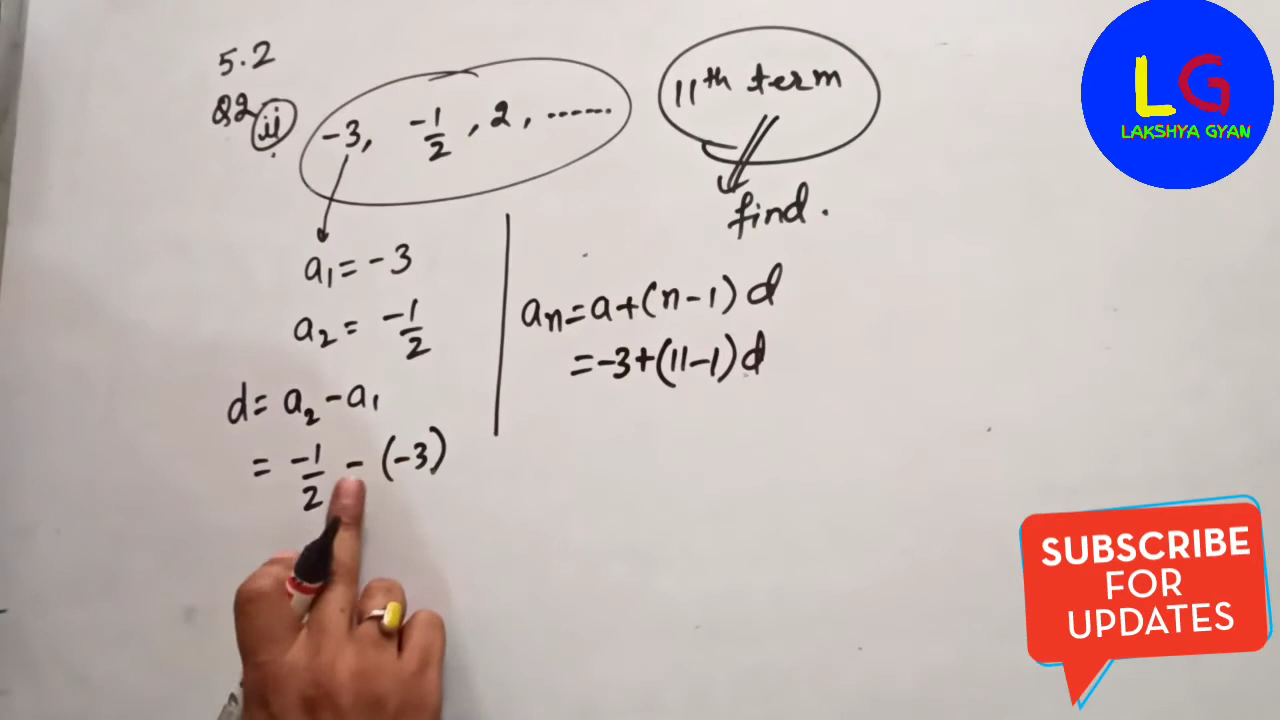 5.2
Q2 ii
-3, -1/2, 2, ......
11th term
find.
a1 = -3
a2 = -1/2
d = a2 - a1
= -1/2 - (-3)
an = a + (n-1) d
= -3 + (11-1) d
LG
LAKSHYA GYAN
SUBSCRIBE
FOR
UPDATES